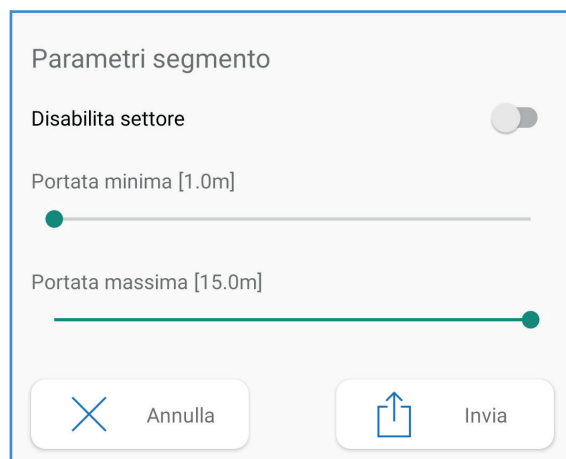 Parametri segmento
Disabilita settore
Portata minima [1.0m]
Portata massima [15.0m]
Annulla
Invia